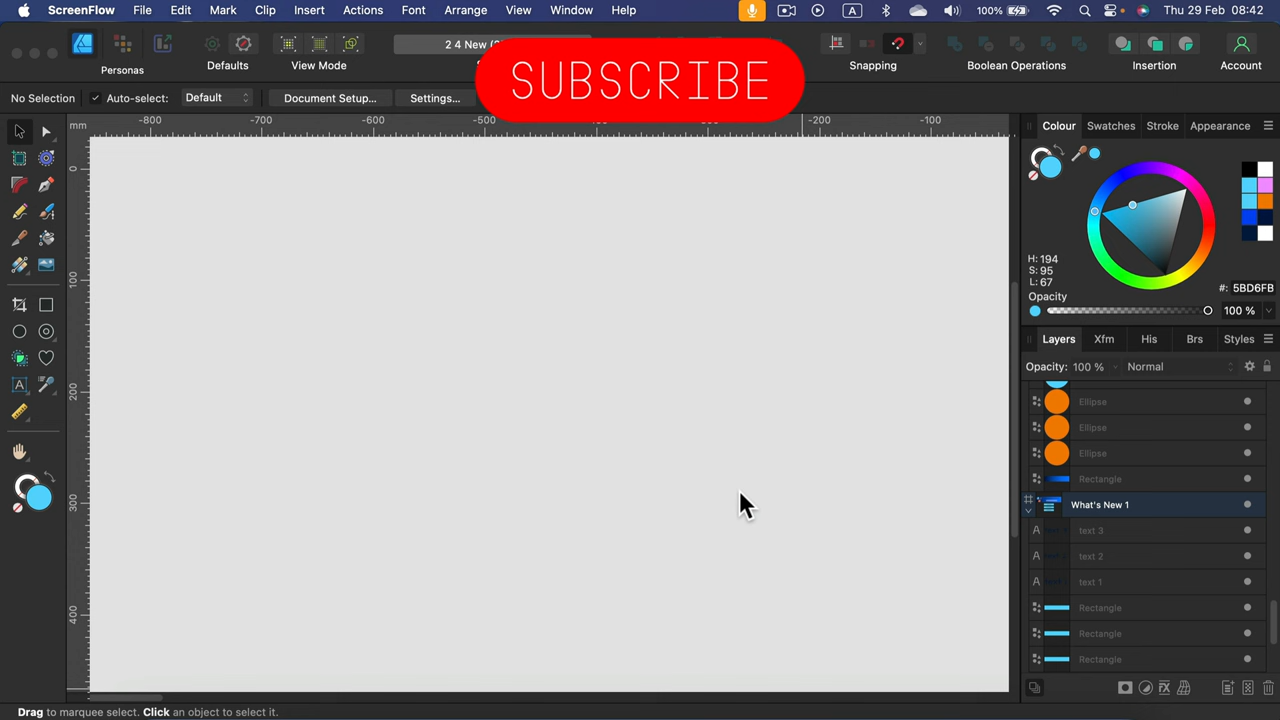 ScreenFlow File Edit Mark Clip Insert Actions Font Arrange View Window Help A 100% Thu 29 Feb 08:42
Personas Defaults View Mode 2 4 New Snapping Boolean Operations Insertion Account
SUBSCRIBE
No Selection Auto-select: Default Document Setup... Settings...
mm -800 -700 -600 -500 -200 -100
0
100
200
300
400
Colour Swatches Stroke Appearance
H: 194
S: 95
L: 67
#: 5BD6FB
Opacity
100 %
Layers Xfm His Brs Styles
Opacity: 100 % Normal
Ellipse
Ellipse
Ellipse
Rectangle
What's New 1
A text 3
A text 2
A text 1
Rectangle
Rectangle
Rectangle
Drag to marquee select. Click an object to select it.